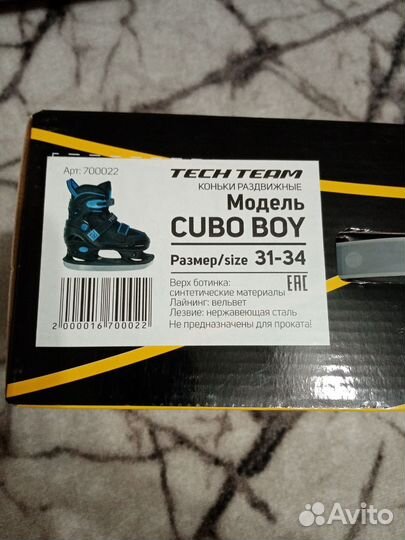 Арт: 700022
TECH TEAM
КОНЬКИ РАЗДВИЖНЫЕ
Модель
CUBO BOY
Размер/size 31-34
Верх ботинка:
синтетические материалы
Лайнинг: вельвет
Лезвие: нержавеющая сталь
Не предназначены для проката!
EAC
2 000016 700022
Avito